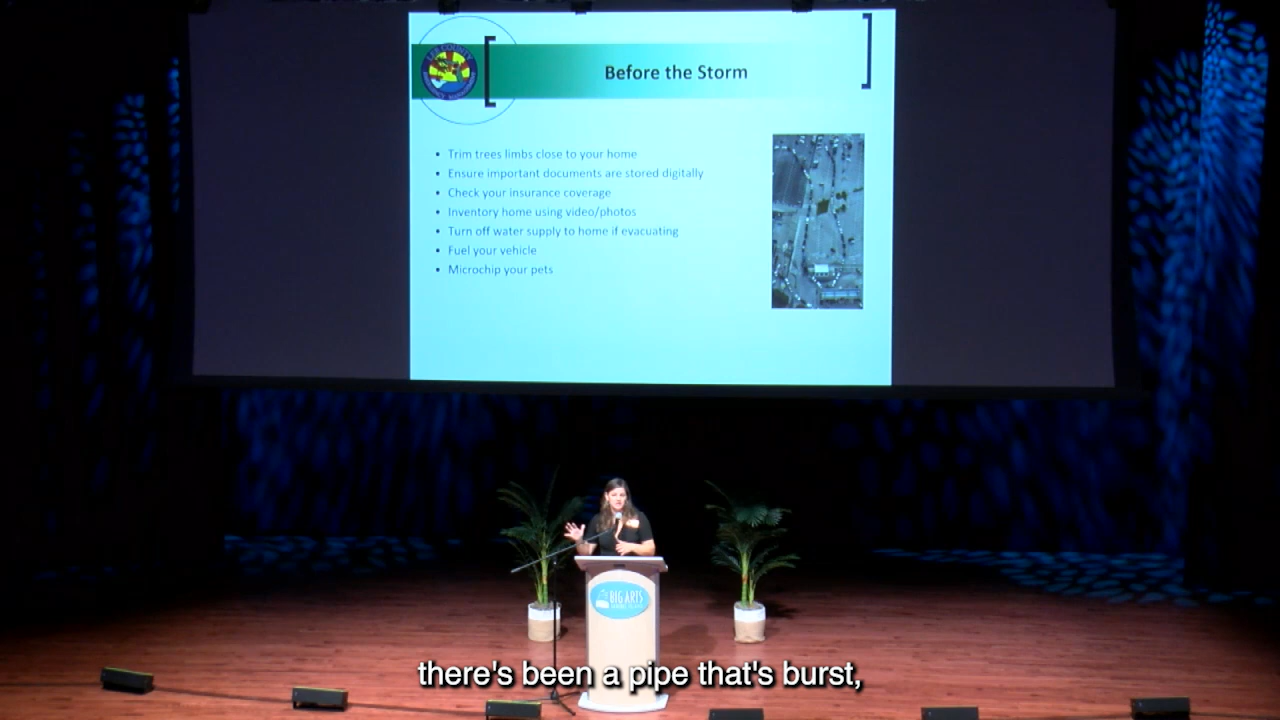 LEE COUNTY
Before the Storm
• Trim trees limbs close to your home
• Ensure important documents are stored digitally
• Check your insurance coverage
• Inventory home using video/photos
• Turn off water supply to home if evacuating
• Fuel your vehicle
• Microchip your pets
BIG ARTS
there's been a pipe that's burst,